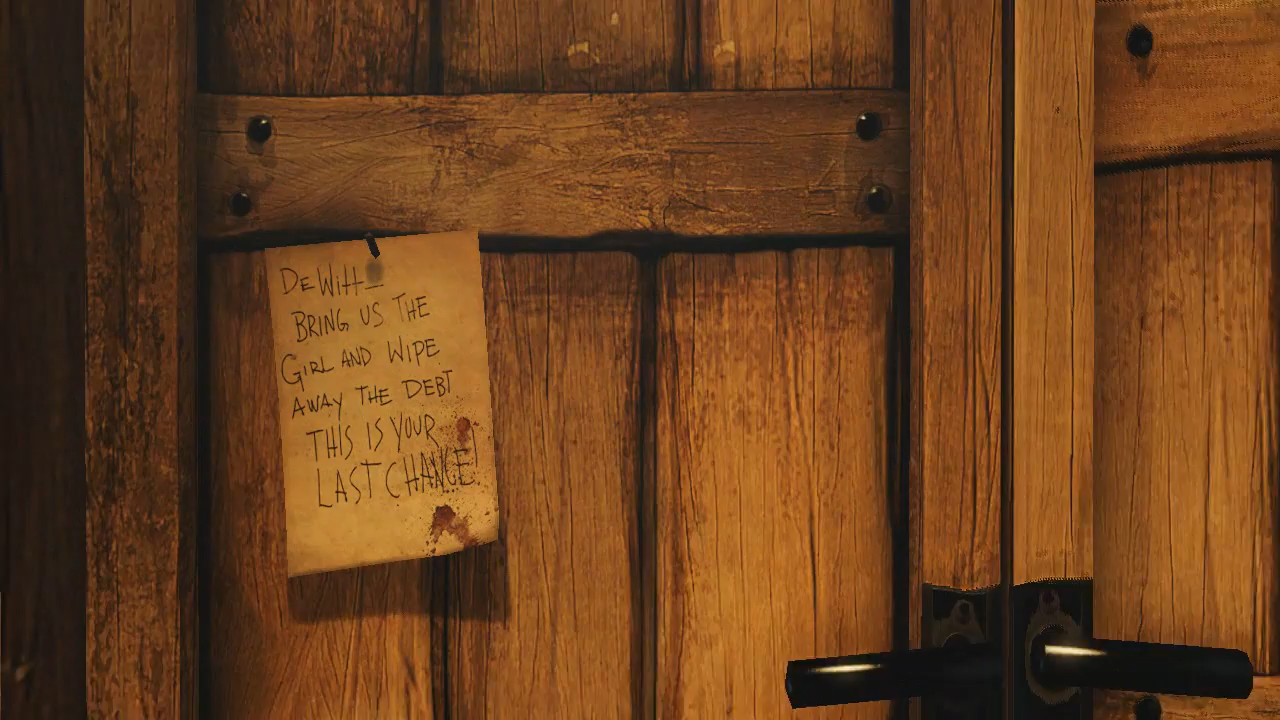 DeWitt—
BRING US THE
GIRL AND WIPE
AWAY THE DEBT
THIS IS YOUR
LAST CHANCE!